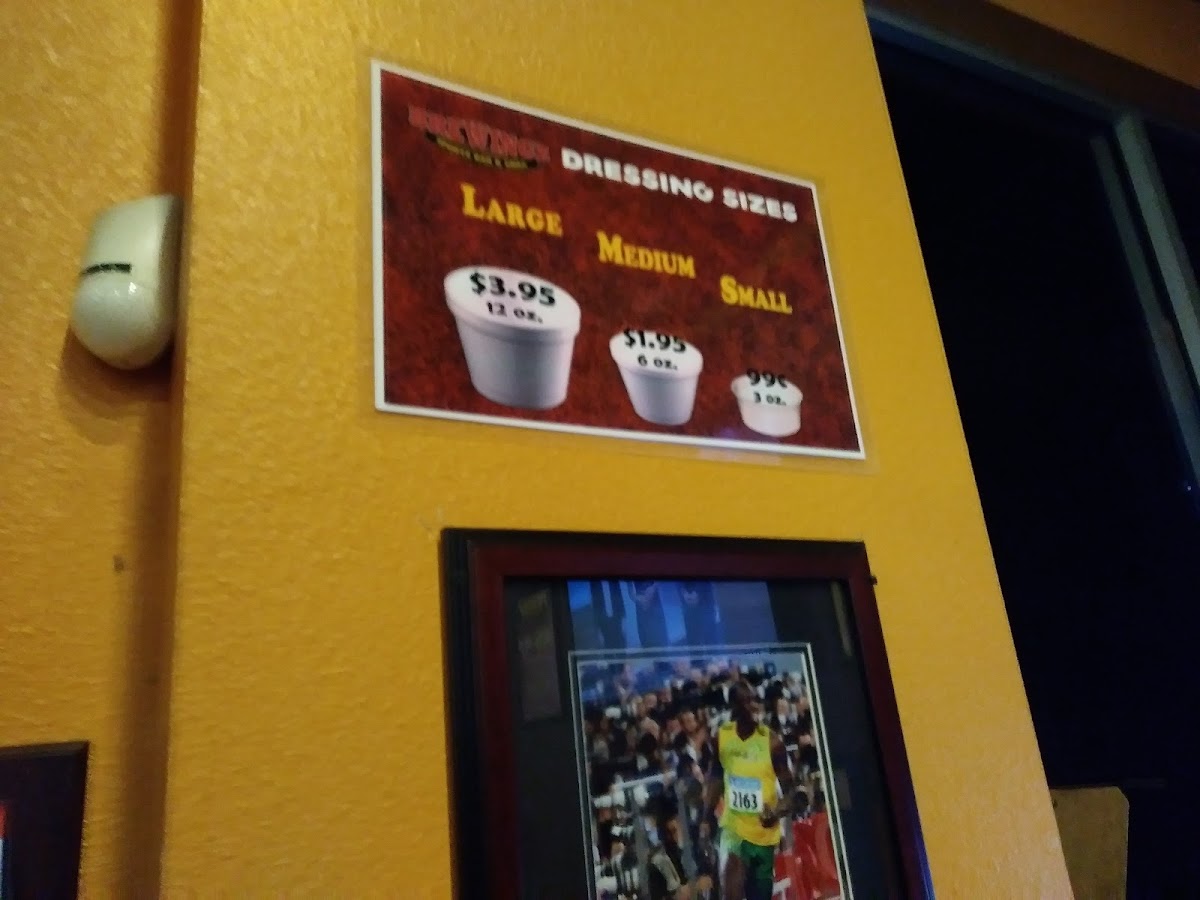 DRESSING SIZES
LARGE
MEDIUM
SMALL
$3.95
12 OZ.
$1.95
6 OZ.
99¢
3 OZ.
2163